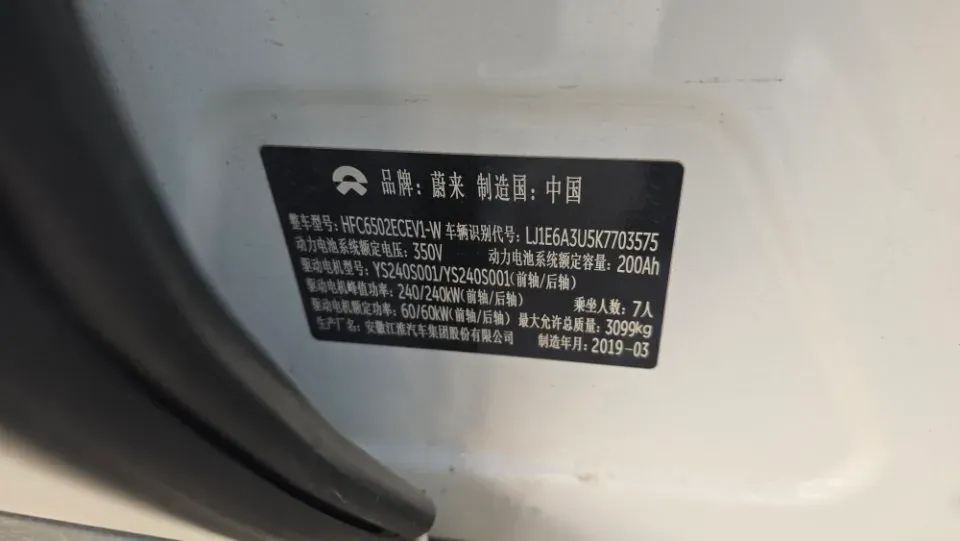 品牌：蔚来 制造国：中国
整车型号：HFC6502ECEV1-W 车辆识别代号：LJ1E6A3U5K7703575
动力电池系统额定电压：350V 动力电池系统额定容量：200Ah
驱动电机型号：YS240S001/YS240S001(前轴/后轴)
驱动电机峰值功率：240/240kW(前轴/后轴) 乘坐人数：7人
驱动电机额定功率：60/60kW(前轴/后轴) 最大允许总质量：3099kg
生产厂名：安徽江淮汽车集团股份有限公司 制造年月：2019-03